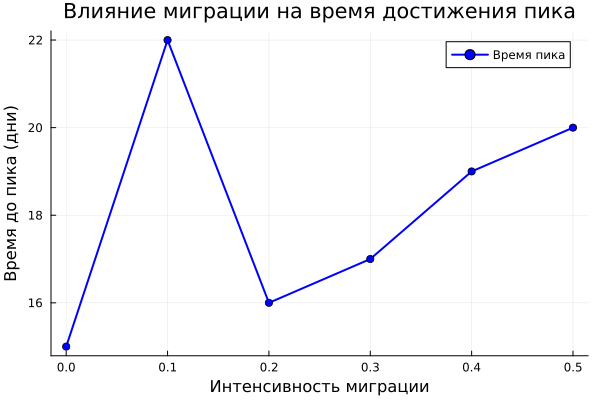 Влияние миграции на время достижения пика
Время пика
Время до пика (дни)
22
20
18
16
0.0 0.1 0.2 0.3 0.4 0.5
Интенсивность миграции